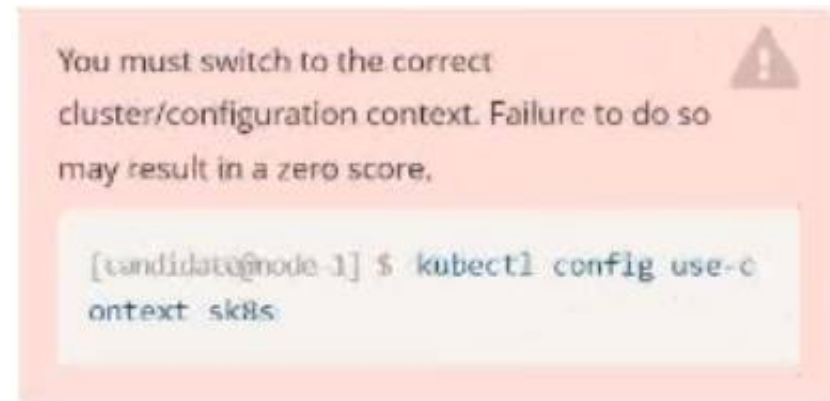 You must switch to the correct
cluster/configuration context. Failure to do so
may result in a zero score.
[candidate@node-1] $ kubectl config use-c
ontext sk8s